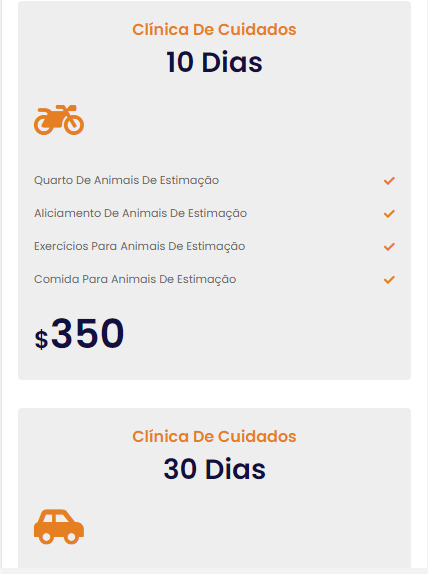 Clínica De Cuidados
10 Dias
Quarto De Animais De Estimação
Aliciamento De Animais De Estimação
Exercícios Para Animais De Estimação
Comida Para Animais De Estimação
$350
Clínica De Cuidados
30 Dias